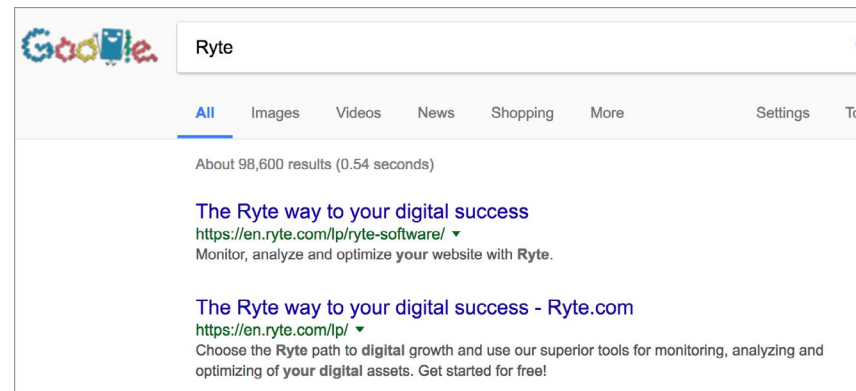 Google
Ryte
All Images Videos News Shopping More Settings
About 98,600 results (0.54 seconds)
The Ryte way to your digital success
https://en.ryte.com/lp/ryte-software/
Monitor, analyze and optimize your website with Ryte.
The Ryte way to your digital success - Ryte.com
https://en.ryte.com/lp/
Choose the Ryte path to digital growth and use our superior tools for monitoring, analyzing and
optimizing of your digital assets. Get started for free!